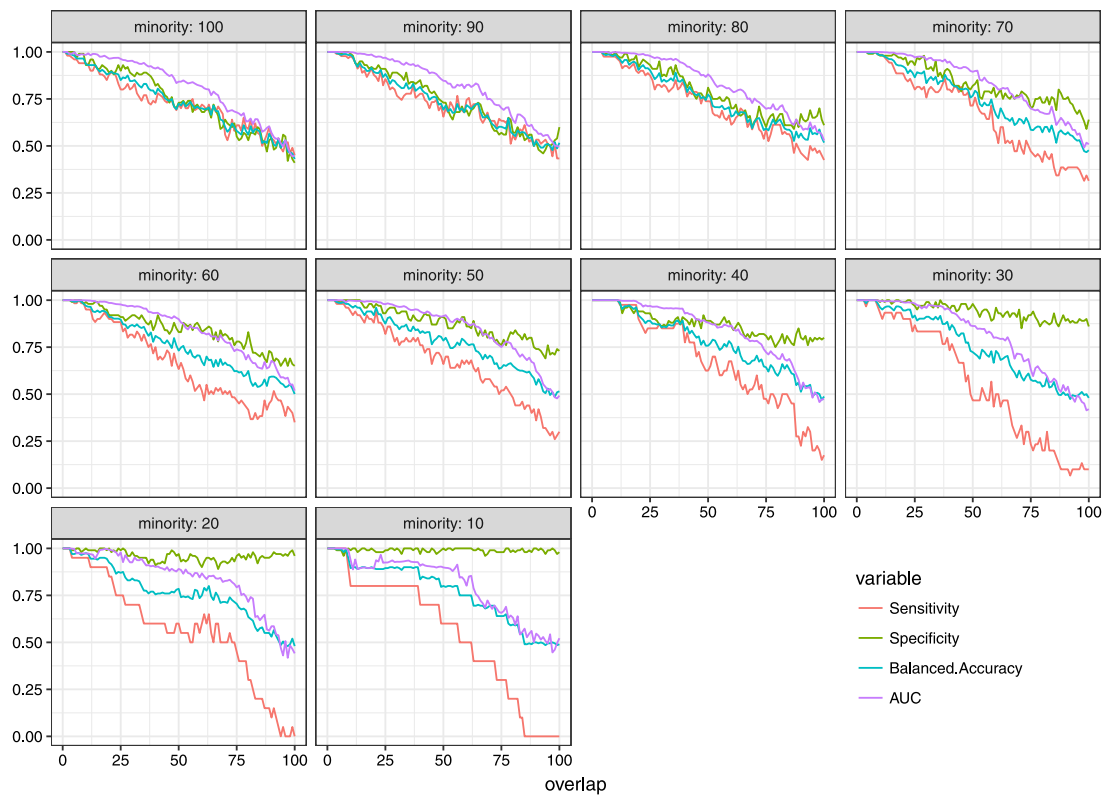 minority: 100
minority: 90
minority: 80
minority: 70
1.00
0.75
0.50
0.25
0.00
minority: 60
minority: 50
minority: 40
minority: 30
1.00
0.75
0.50
0.25
0.00
0 25 50 75 100
0 25 50 75 100
minority: 20
minority: 10
1.00
0.75
0.50
0.25
0.00
0 25 50 75 100
0 25 50 75 100
overlap
variable
Sensitivity
Specificity
Balanced.Accuracy
AUC